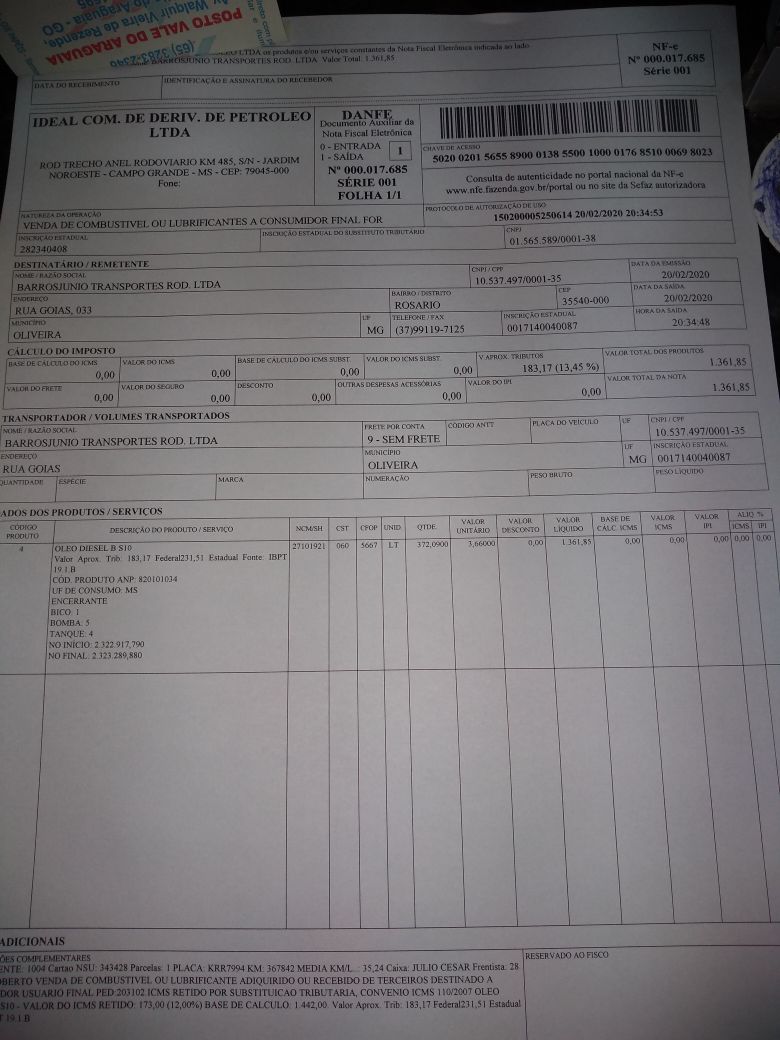 POSTO VALE DO ARAGUAIA
Av. Walquir Vieira de Rezende,
do Araguaia - GO
(65) 3283-2340
LTDA os produtos e/ou serviços constantes da Nota Fiscal Eletrônica indicada ao lado
BARROSJUNIO TRANSPORTES ROD. LTDA Valor Total: 1.361,85
DATA DO RECEBIMENTO
IDENTIFICAÇÃO E ASSINATURA DO RECEBEDOR
NF-e
Nº 000.017.685
Série 001
IDEAL COM. DE DERIV. DE PETROLEO
LTDA
ROD TRECHO ANEL RODOVIARIO KM 485, S/N - JARDIM
NOROESTE - CAMPO GRANDE - MS - CEP: 79045-000
Fone:
DANFE
Documento Auxiliar da
Nota Fiscal Eletrônica
0 - ENTRADA
1 - SAÍDA
1
Nº 000.017.685
SÉRIE 001
FOLHA 1/1
CHAVE DE ACESSO
5020 0201 5655 8900 0138 5500 1000 0176 8510 0069 8023
Consulta de autenticidade no portal nacional da NF-e
www.nfe.fazenda.gov.br/portal ou no site da Sefaz autorizadora
NATUREZA DA OPERAÇÃO
VENDA DE COMBUSTIVEL OU LUBRIFICANTES A CONSUMIDOR FINAL FOR
PROTOCOLO DE AUTORIZAÇÃO DE USO
150200005250614 20/02/2020 20:34:53
INSCRIÇÃO ESTADUAL
282340408
INSCRIÇÃO ESTADUAL DO SUBSTITUTO TRIBUTÁRIO
CNPJ
01.565.589/0001-38
DESTINATÁRIO / REMETENTE
NOME / RAZÃO SOCIAL
BARROSJUNIO TRANSPORTES ROD. LTDA
CNPJ / CPF
10.537.497/0001-35
DATA DA EMISSÃO
20/02/2020
ENDEREÇO
RUA GOIAS, 033
BAIRRO / DISTRITO
ROSARIO
CEP
35540-000
DATA DA SAÍDA
20/02/2020
MUNICÍPIO
OLIVEIRA
UF
MG
TELEFONE / FAX
(37)99119-7125
INSCRIÇÃO ESTADUAL
0017140040087
HORA DA SAÍDA
20:34:48
CÁLCULO DO IMPOSTO
BASE DE CÁLCULO DO ICMS
0,00
VALOR DO ICMS
0,00
BASE DE CÁLCULO DO ICMS SUBST.
0,00
VALOR DO ICMS SUBST.
0,00
V.APROX. TRIBUTOS
183,17 (13,45 %)
VALOR TOTAL DOS PRODUTOS
1.361,85
VALOR DO FRETE
0,00
VALOR DO SEGURO
0,00
DESCONTO
0,00
OUTRAS DESPESAS ACESSÓRIAS
0,00
VALOR DO IPI
0,00
VALOR TOTAL DA NOTA
1.361,85
TRANSPORTADOR / VOLUMES TRANSPORTADOS
NOME / RAZÃO SOCIAL
BARROSJUNIO TRANSPORTES ROD. LTDA
FRETE POR CONTA
9 - SEM FRETE
CÓDIGO ANTT
PLACA DO VEÍCULO
UF
CNPJ / CPF
10.537.497/0001-35
ENDEREÇO
RUA GOIAS
MUNICÍPIO
OLIVEIRA
UF
MG
INSCRIÇÃO ESTADUAL
0017140040087
QUANTIDADE
ESPÉCIE
MARCA
NUMERAÇÃO
PESO BRUTO
PESO LÍQUIDO
ADOS DOS PRODUTOS / SERVIÇOS
CÓDIGO PRODUTO DESCRIÇÃO DO PRODUTO / SERVIÇO NCM/SH CST CFOP UNID. QTDE. VALOR UNITÁRIO VALOR DESCONTO VALOR LÍQUIDO BASE DE CÁLC. ICMS VALOR ICMS VALOR IPI ALIQ % ICMS IPI
4 OLEO DIESEL B S10 27101921 060 5667 LT 372,0900 3,66000 0,00 1.361,85 0,00 0,00 0,00 0,00 0,00
Valor Aprox. Trib: 183,17 Federal231,51 Estadual Fonte: IBPT
19.1.B
CÓD. PRODUTO ANP: 820101034
UF DE CONSUMO: MS
ENCERRANTE
BICO: 1
BOMBA: 5
TANQUE: 4
NO INICIO: 2.322.917,790
NO FINAL: 2.323.289,880
ADICIONAIS
ÕES COMPLEMENTARES
ENTE: 1004 Cartao NSU: 343428 Parcelas: 1 PLACA: KRR7994 KM: 367842 MEDIA KM/L.: 35,24 Caixa: JULIO CESAR Frentista: 28
OBERTO VENDA DE COMBUSTIVEL OU LUBRIFICANTE ADQUIRIDO OU RECEBIDO DE TERCEIROS DESTINADO A
DOR USUARIO FINAL PED:203102 ICMS RETIDO POR SUBSTITUICAO TRIBUTARIA, CONVENIO ICMS 110/2007 OLEO
S10 - VALOR DO ICMS RETIDO: 173,00 (12,00%) BASE DE CALCULO: 1.442,00. Valor Aprox. Trib: 183,17 Federal231,51 Estadual
T 19.1.B
RESERVADO AO FISCO